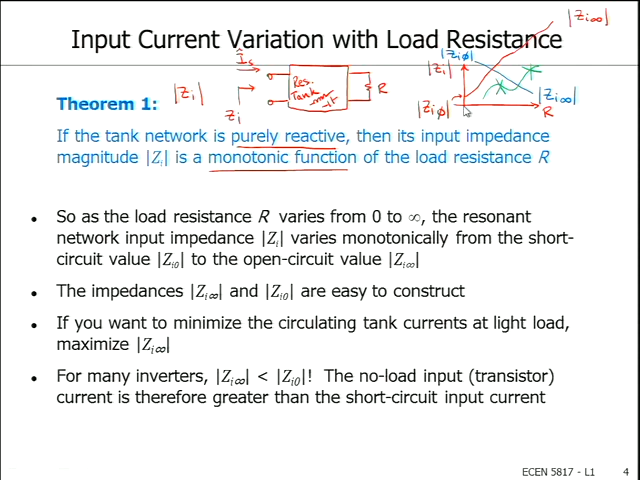 Input Current Variation with Load Resistance
|Zi∞|
|Zi0|
Îs
|Zi|
|Zi|
Res.
Tank
R
Zi
|Zi0|
|Zi∞|
R
Theorem 1:
If the tank network is purely reactive, then its input impedance
magnitude |Zi| is a monotonic function of the load resistance R
• So as the load resistance R varies from 0 to ∞, the resonant
network input impedance |Zi| varies monotonically from the short-
circuit value |Zi0| to the open-circuit value |Zi∞|
• The impedances |Zi∞| and |Zi0| are easy to construct
• If you want to minimize the circulating tank currents at light load,
maximize |Zi∞|
• For many inverters, |Zi∞| < |Zi0|! The no-load input (transistor)
current is therefore greater than the short-circuit input current
ECEN 5817 - L1 4